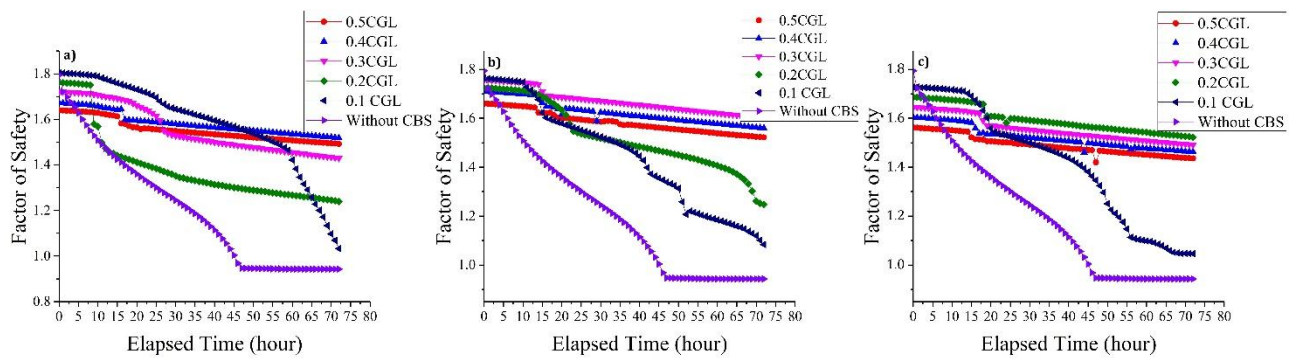 a)
0.5CGL
0.4CGL
0.3CGL
0.2CGL
0.1 CGL
Without CBS
1.8
1.6
1.4
1.2
1.0
0.8
Factor of Safety
0 5 10 15 20 25 30 35 40 45 50 55 60 65 70 75 80
Elapsed Time (hour)
b)
0.5CGL
0.4CGL
0.3CGL
0.2CGL
0.1 CGL
Without CBS
1.8
1.6
1.4
1.2
1.0
Factor of Safety
0 5 10 15 20 25 30 35 40 45 50 55 60 65 70 75 80
Elapsed Time (hour)
c)
0.5CGL
0.4CGL
0.3CGL
0.2CGL
0.1 CGL
Without CBS
1.8
1.6
1.4
1.2
1.0
Factor of Safety
0 5 10 15 20 25 30 35 40 45 50 55 60 65 70 75 80
Elapsed Time (hour)